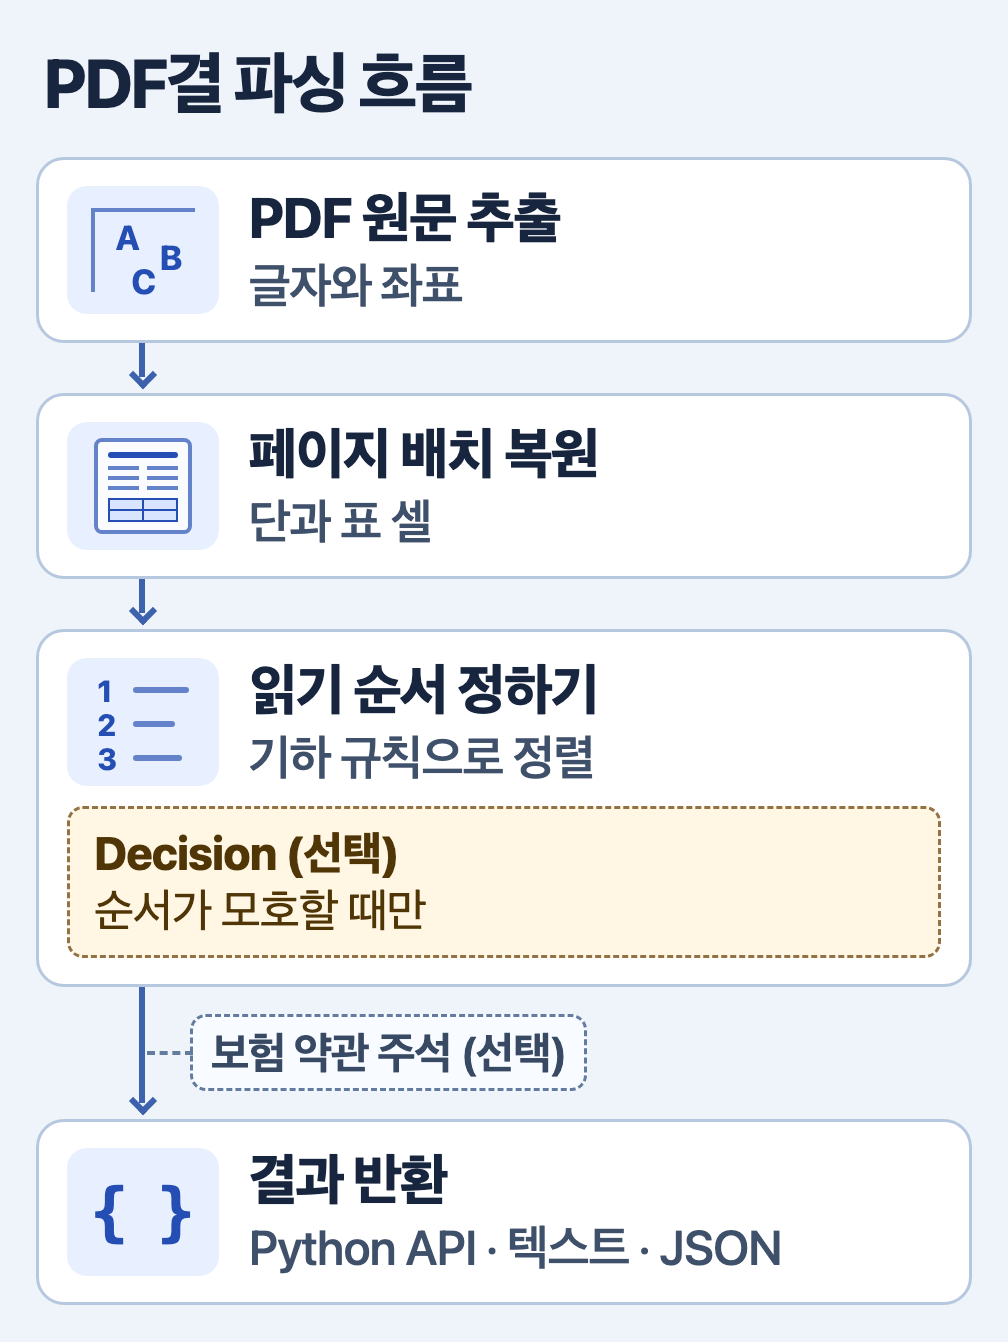 PDF결 파싱 흐름
A
B
C
PDF 원문 추출
글자와 좌표
페이지 배치 복원
단과 표 셀
1
2
3
읽기 순서 정하기
기하 규칙으로 정렬
Decision (선택)
순서가 모호할 때만
보험 약관 주석 (선택)
{ }
결과 반환
Python API · 텍스트 · JSON